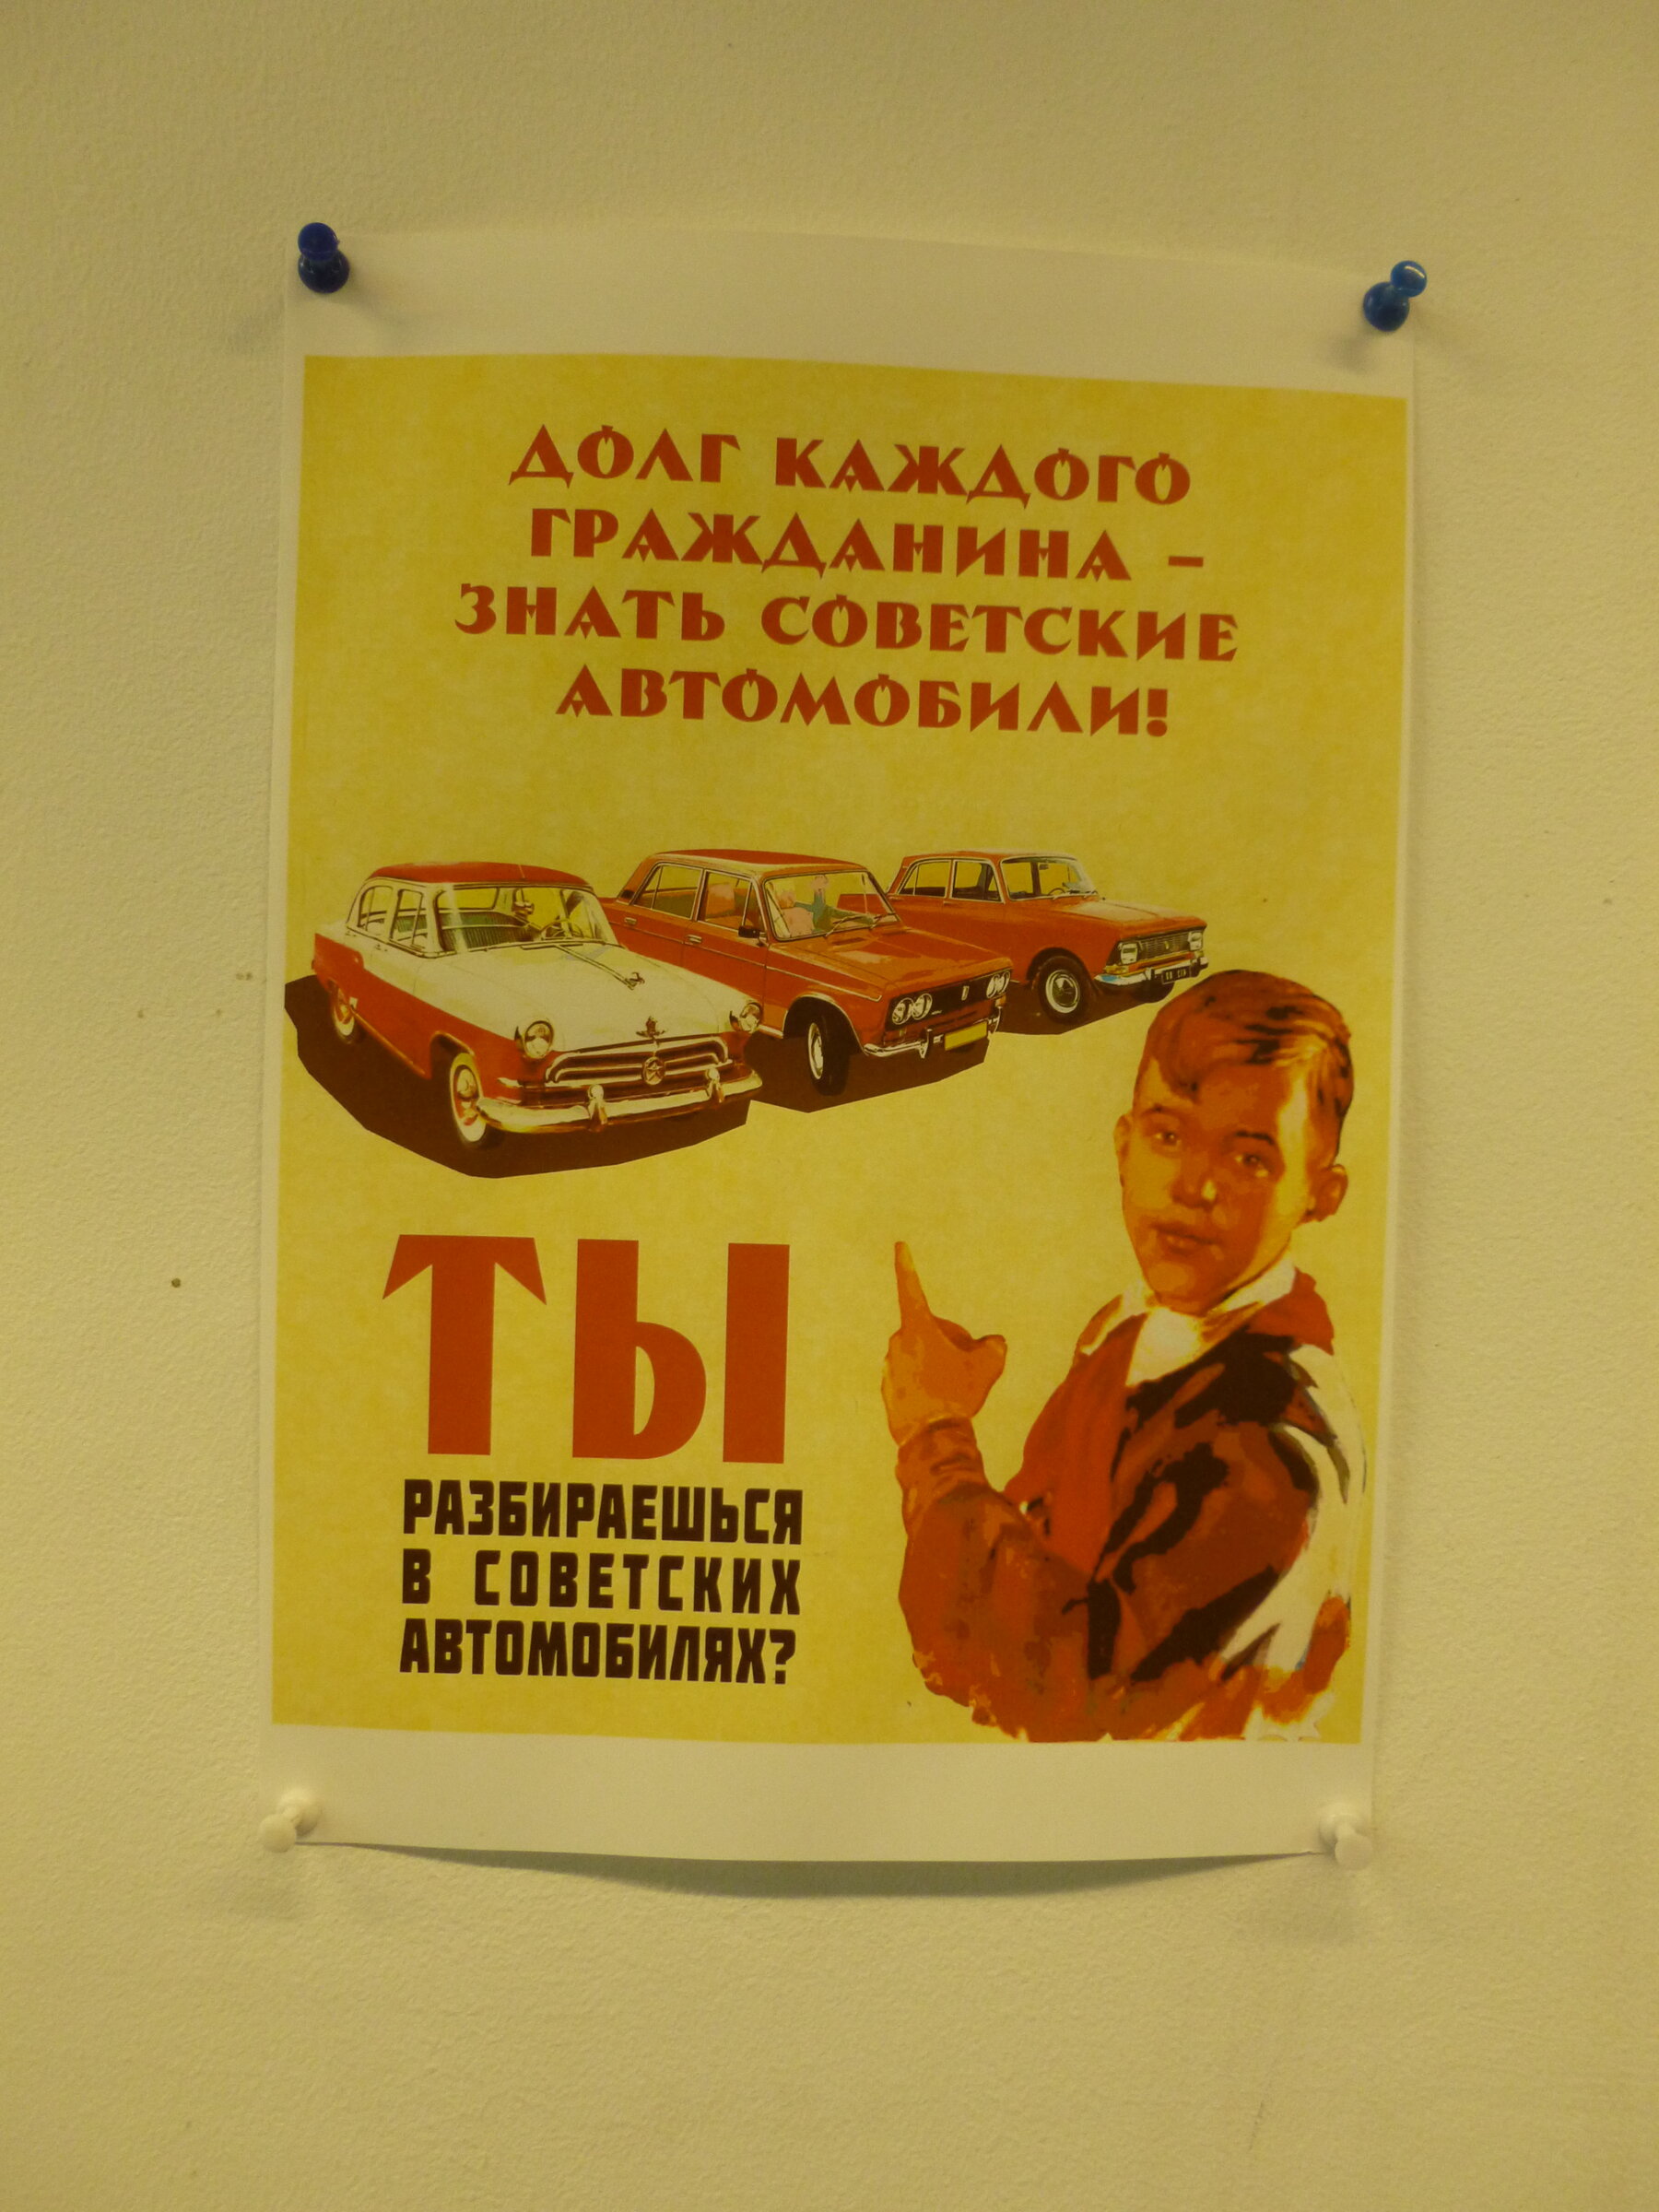 ДОЛГ КАЖДОГО
ГРАЖДАНИНА –
ЗНАТЬ СОВЕТСКИЕ
АВТОМОБИЛИ!
ТЫ
РАЗБИРАЕШЬСЯ
В СОВЕТСКИХ
АВТОМОБИЛЯХ?